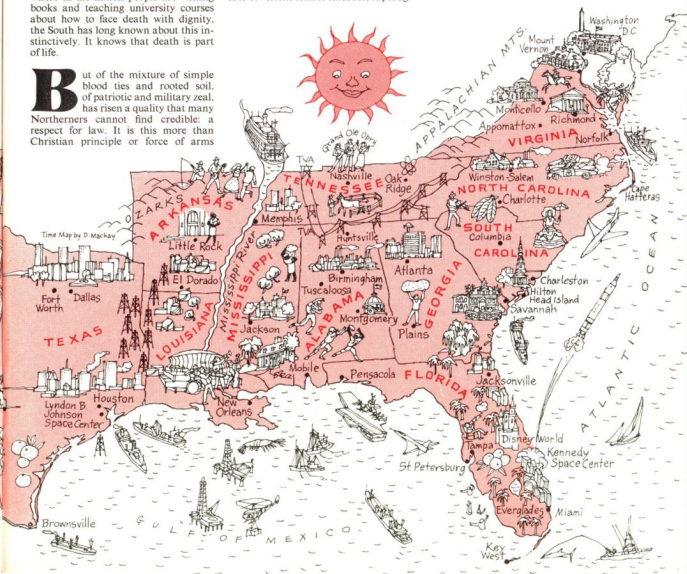 books and teaching university courses
about how to face death with dignity,
the South has long known about this in-
stinctively. It knows that death is part
of life.
But of the mixture of simple
blood ties and rooted soil,
of patriotic and military zeal,
has risen a quality that many
Northerners cannot find credible: a
respect for law. It is this more than
Christian principle or force of arms
Time Map by D. Mackay
Washington
D.C.
Mount
Vernon
APPALACHIAN MTS.
Monticello
Richmond
Appomattox
VIRGINIA
Norfolk
Grand Ole Opry
TVA
Nashville
Oak
Ridge
TENNESSEE
Winston-Salem
NORTH CAROLINA
Charlotte
Cape
Hatteras
OZARKS
ARKANSAS
Memphis
TVA
Huntsville
SOUTH
Columbia
CAROLINA
Little Rock
Mississippi River
El Dorado
MISSISSIPPI
Birmingham
Tuscaloosa
Atlanta
GEORGIA
Charleston
Hilton
Head Island
Savannah
Fort
Worth
Dallas
TEXAS
LOUISIANA
Jackson
ALABAMA
Montgomery
Plains
Mobile
Pensacola
FLORIDA
Jacksonville
Houston
Lyndon B.
Johnson
Space Center
New
Orleans
Tampa
Disney World
Kennedy
Space Center
St. Petersburg
Everglades
Miami
Key
West
Brownsville
GULF OF MEXICO
ATLANTIC OCEAN